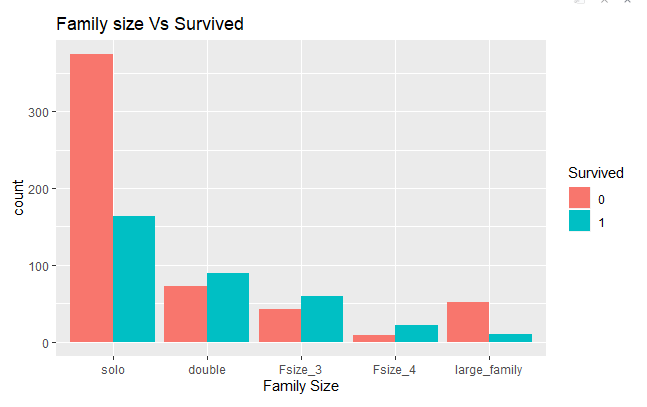 Family size Vs Survived
300
200
100
0
count
solo double Fsize_3 Fsize_4 large_family
Family Size
Survived
0
1